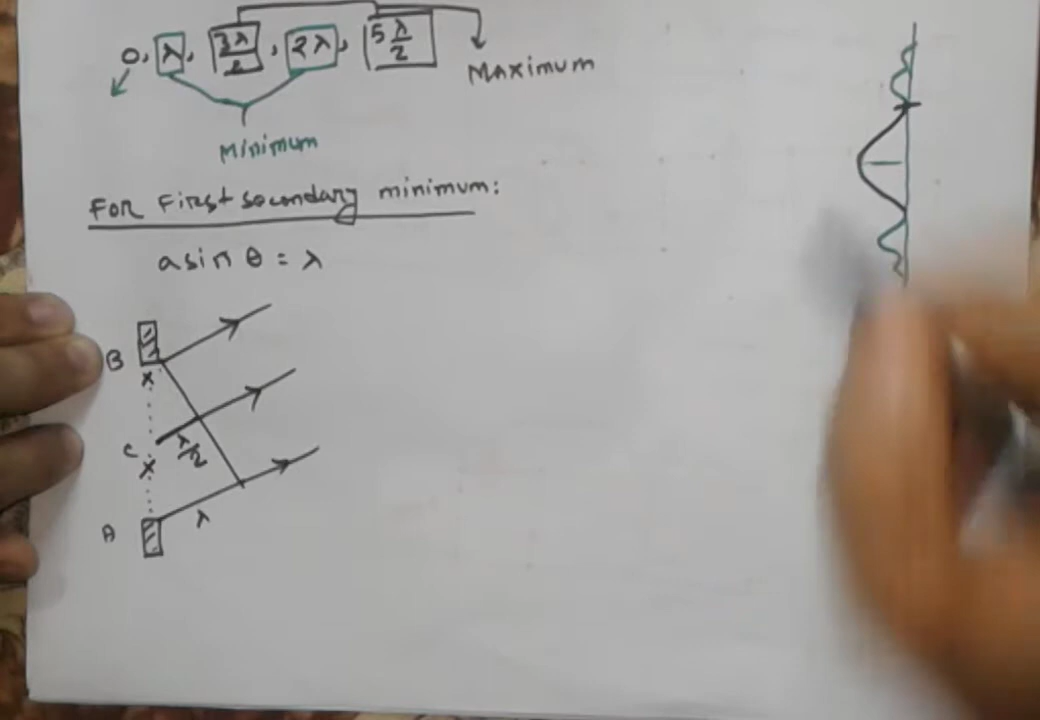 0, λ, 3λ/2, 2λ, 5λ/2
Maximum
Minimum
For First secondary minimum:
a sin θ = λ
B
C
λ/2
A
λ